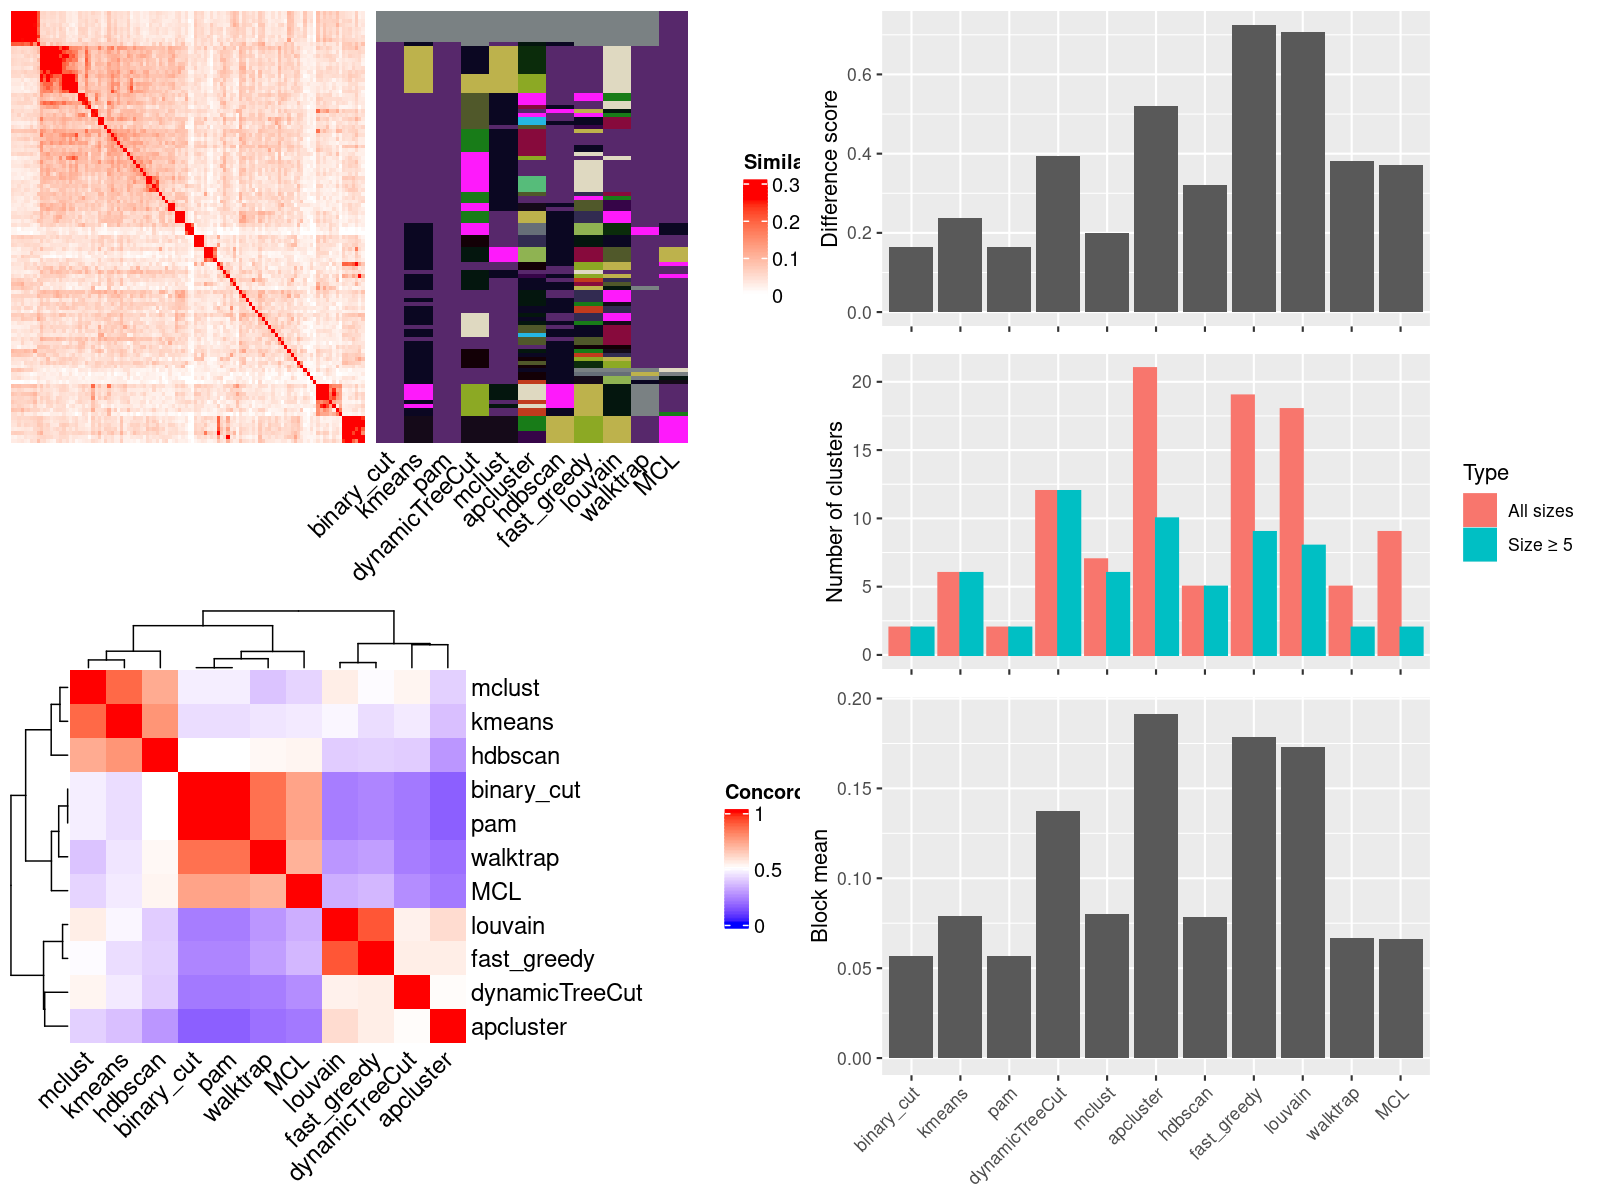 Simila
0.3
0.2
0.1
0
binary_cut
kmeans
pam
dynamicTreeCut
mclust
apcluster
hdbscan
fast_greedy
louvain
walktrap
MCL
mclust
kmeans
hdbscan
binary_cut
pam
walktrap
MCL
louvain
fast_greedy
dynamicTreeCut
apcluster
mclust
kmeans
hdbscan
binary_cut
pam
walktrap
MCL
louvain
fast_greedy
dynamicTreeCut
apcluster
Concord
1
0.5
0
Difference score
0.6
0.4
0.2
0.0
Number of clusters
20
15
10
5
0
Type
All sizes
Size ≥ 5
Block mean
0.20
0.15
0.10
0.05
0.00
binary_cut
kmeans
pam
dynamicTreeCut
mclust
apcluster
hdbscan
fast_greedy
louvain
walktrap
MCL